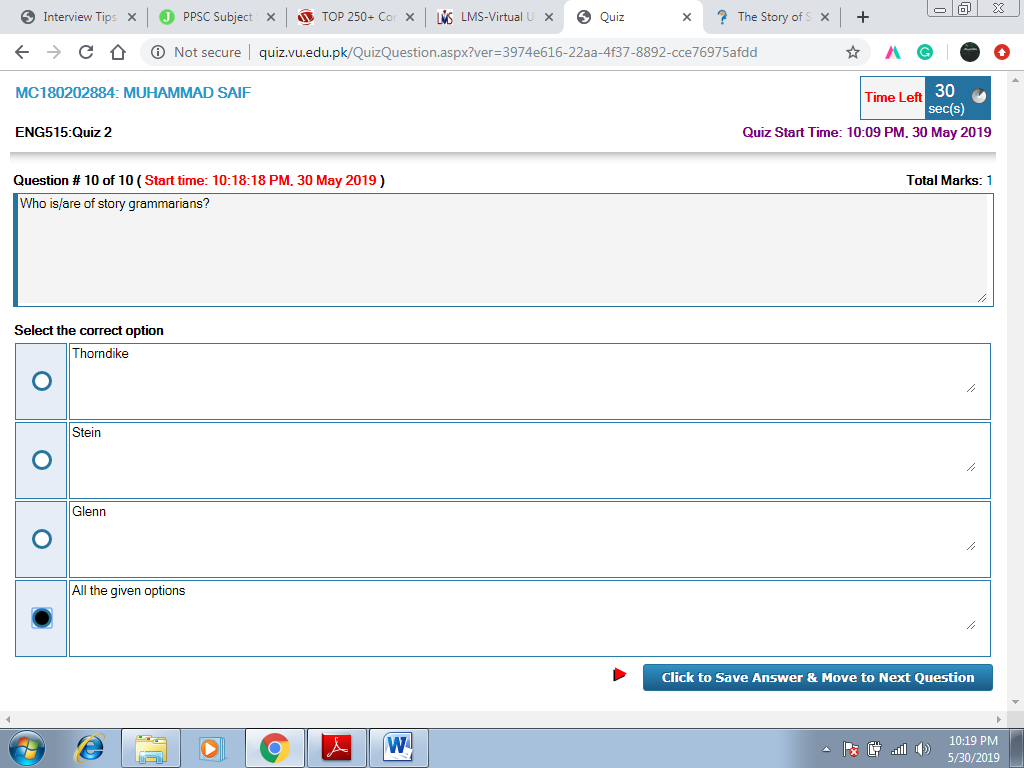 Interview Tips
PPSC Subject
TOP 250+ Co
LMS-Virtual U
Quiz
The Story of S
Not secure
quiz.vu.edu.pk/QuizQuestion.aspx?ver=3974e616-22aa-4f37-8892-cce76975afdd
MC180202884: MUHAMMAD SAIF
Time Left 30 sec(s)
ENG515:Quiz 2
Quiz Start Time: 10:09 PM, 30 May 2019
Question # 10 of 10 ( Start time: 10:18:18 PM, 30 May 2019 )
Total Marks: 1
Who is/are of story grammarians?
Select the correct option
Thorndike
Stein
Glenn
All the given options
Click to Save Answer & Move to Next Question
10:19 PM
5/30/2019